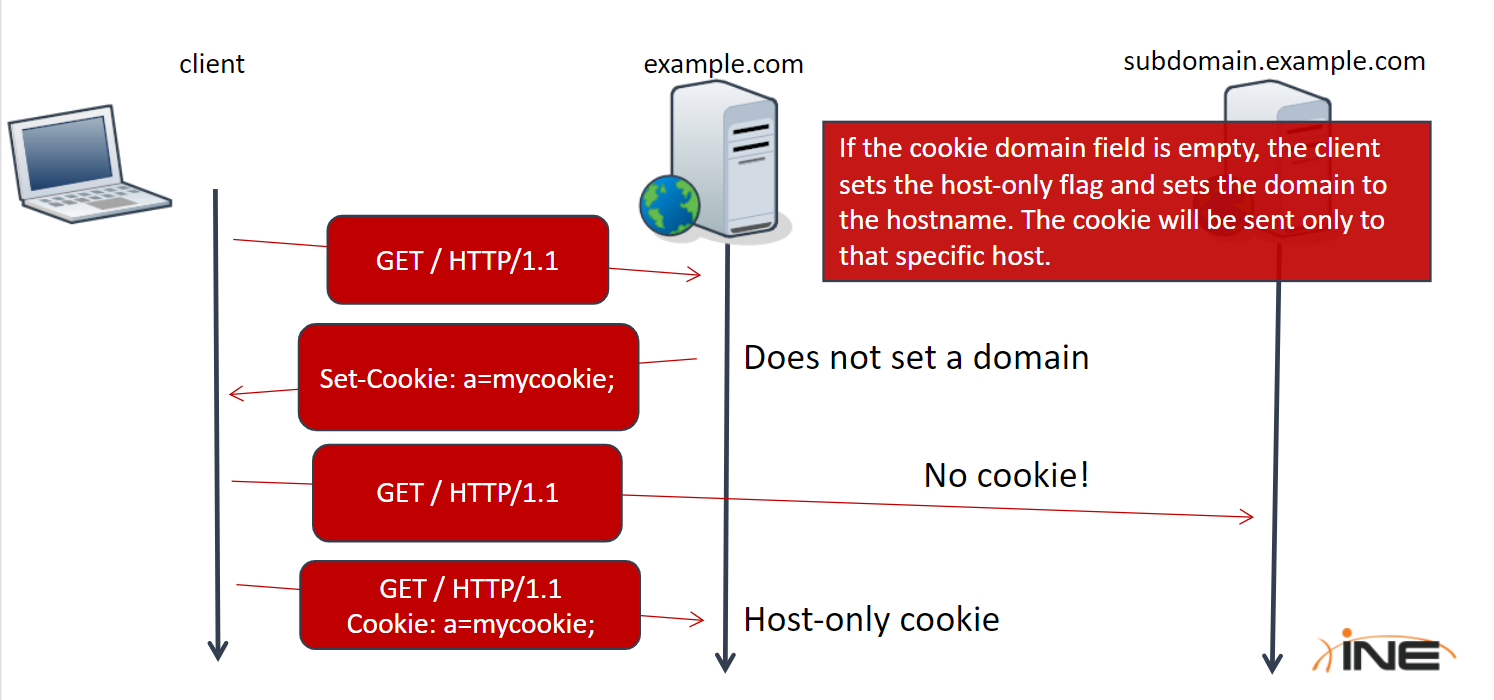 client
example.com
subdomain.example.com
If the cookie domain field is empty, the client
sets the host-only flag and sets the domain to
the hostname. The cookie will be sent only to
that specific host.
GET / HTTP/1.1
Does not set a domain
Set-Cookie: a=mycookie;
No cookie!
GET / HTTP/1.1
GET / HTTP/1.1
Cookie: a=mycookie;
Host-only cookie
iNE